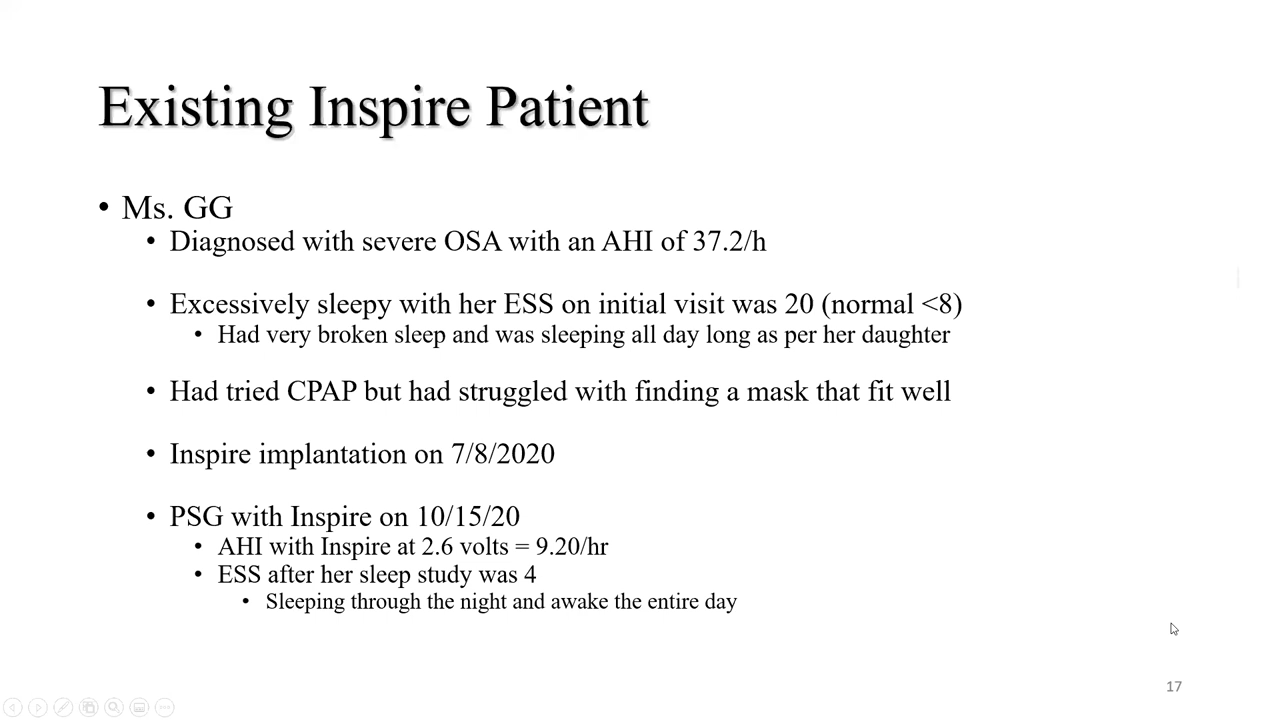 Existing Inspire Patient
• Ms. GG
• Diagnosed with severe OSA with an AHI of 37.2/h
• Excessively sleepy with her ESS on initial visit was 20 (normal <8)
• Had very broken sleep and was sleeping all day long as per her daughter
• Had tried CPAP but had struggled with finding a mask that fit well
• Inspire implantation on 7/8/2020
• PSG with Inspire on 10/15/20
• AHI with Inspire at 2.6 volts = 9.20/hr
• ESS after her sleep study was 4
• Sleeping through the night and awake the entire day
17